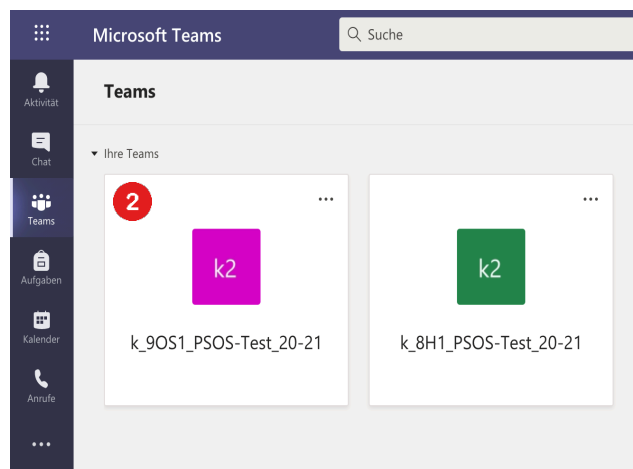 Microsoft Teams
Suche
Aktivität
Chat
Teams
Aufgaben
Kalender
Anrufe
Teams
Ihre Teams
2
k2
k_9OS1_PSOS-Test_20-21
k2
k_8H1_PSOS-Test_20-21